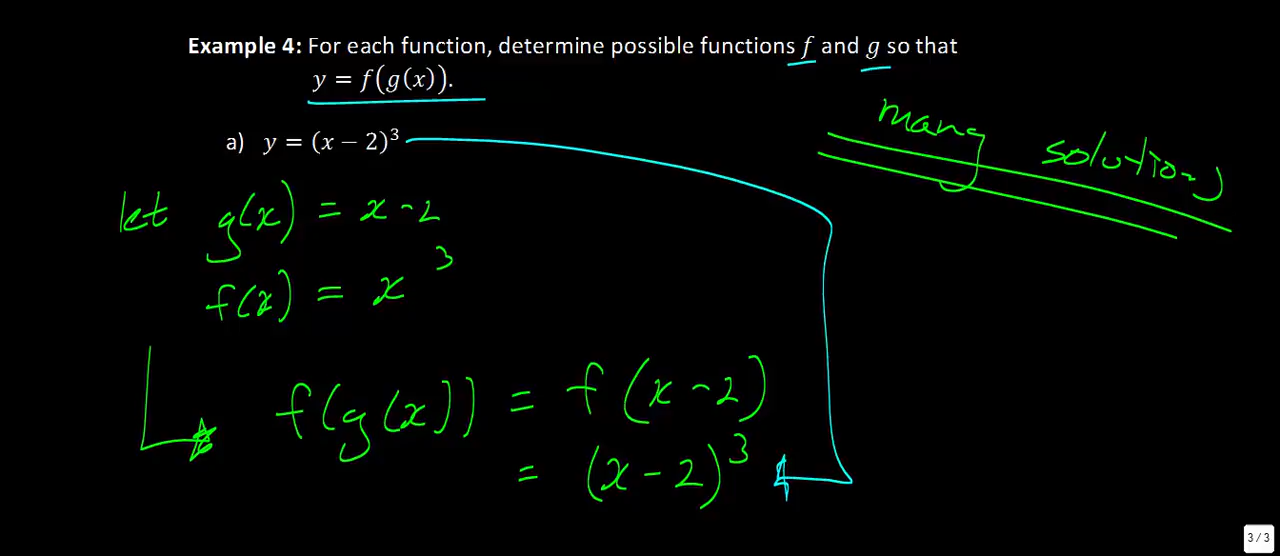 Example 4: For each function, determine possible functions f and g so that
y = f(g(x)).
many solutions
a) y = (x − 2)³
let g(x) = x - 2
f(x) = x³
f(g(x)) = f(x - 2)
= (x - 2)³
3 / 3